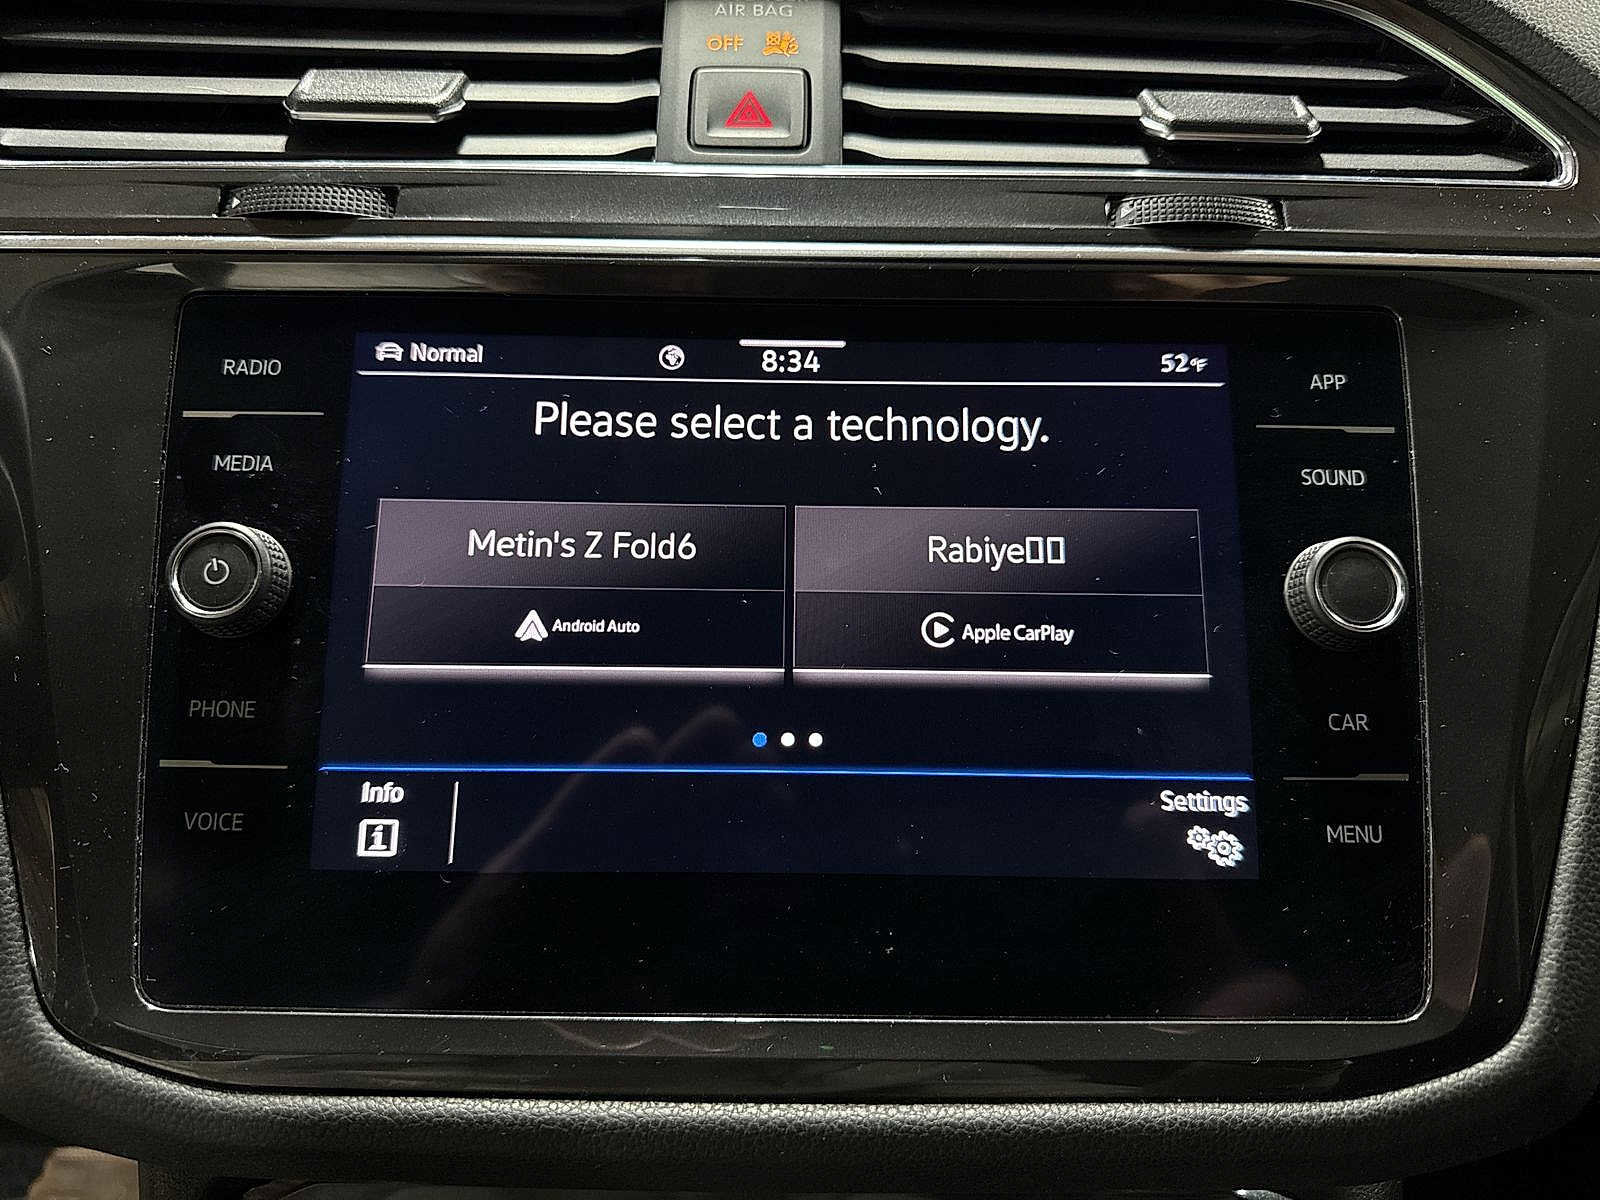 AIR BAG
OFF
RADIO
MEDIA
PHONE
VOICE
Normal
8:34
52°F
Please select a technology.
Metin's Z Fold6
Android Auto
Rabiye▯▯
Apple CarPlay
Info
i
Settings
APP
SOUND
CAR
MENU